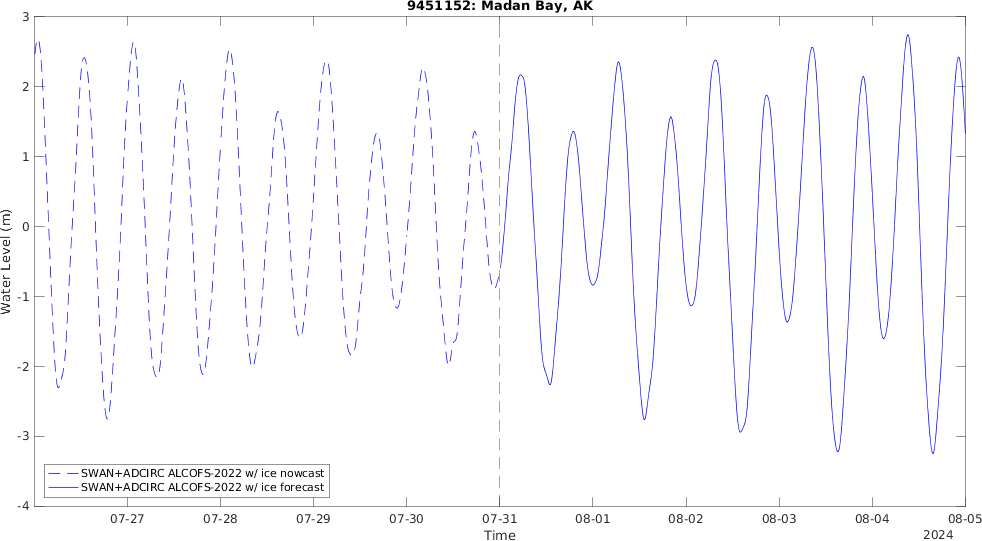 9451152: Madan Bay, AK
3
2
1
0
-1
-2
-3
-4
Water Level (m)
SWAN+ADCIRC ALCOFS-2022 w/ ice nowcast
SWAN+ADCIRC ALCOFS-2022 w/ ice forecast
07-27 07-28 07-29 07-30 07-31 08-01 08-02 08-03 08-04 08-05
Time
2024